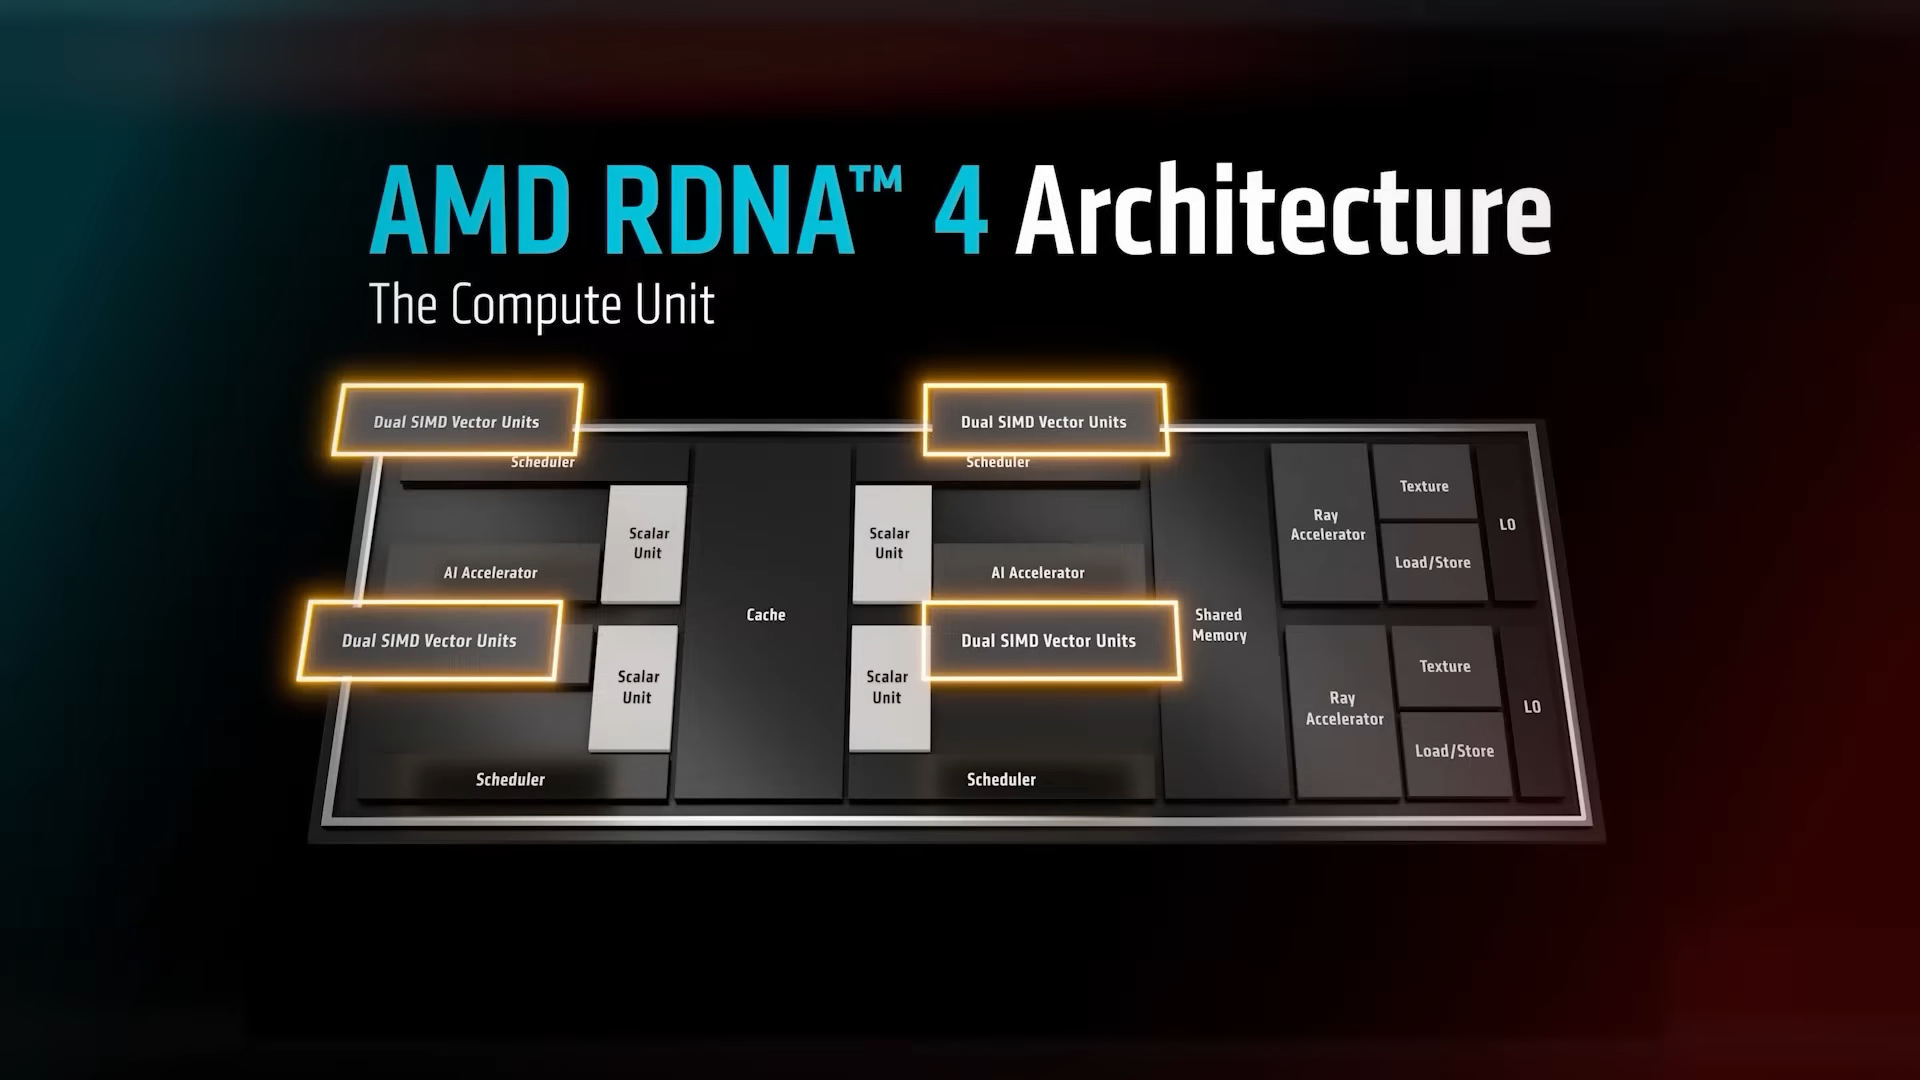 AMD RDNA™ 4 Architecture
The Compute Unit
Dual SIMD Vector Units
Dual SIMD Vector Units
Scheduler
Scheduler
Scalar
Unit
Scalar
Unit
AI Accelerator
AI Accelerator
Dual SIMD Vector Units
Dual SIMD Vector Units
Scalar
Unit
Scalar
Unit
Scheduler
Scheduler
Cache
Shared
Memory
Ray
Accelerator
Texture
Load/Store
L0
Ray
Accelerator
Texture
Load/Store
L0